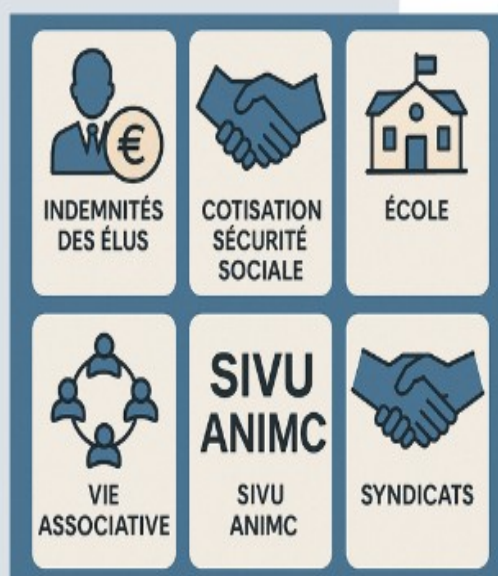 €
INDEMNITÉS
DES ÉLUS
COTISATION
SÉCURITÉ
SOCIALE
ÉCOLE
VIE
ASSOCIATIVE
SIVU
ANIMC
SIVU
ANIMC
SYNDICATS